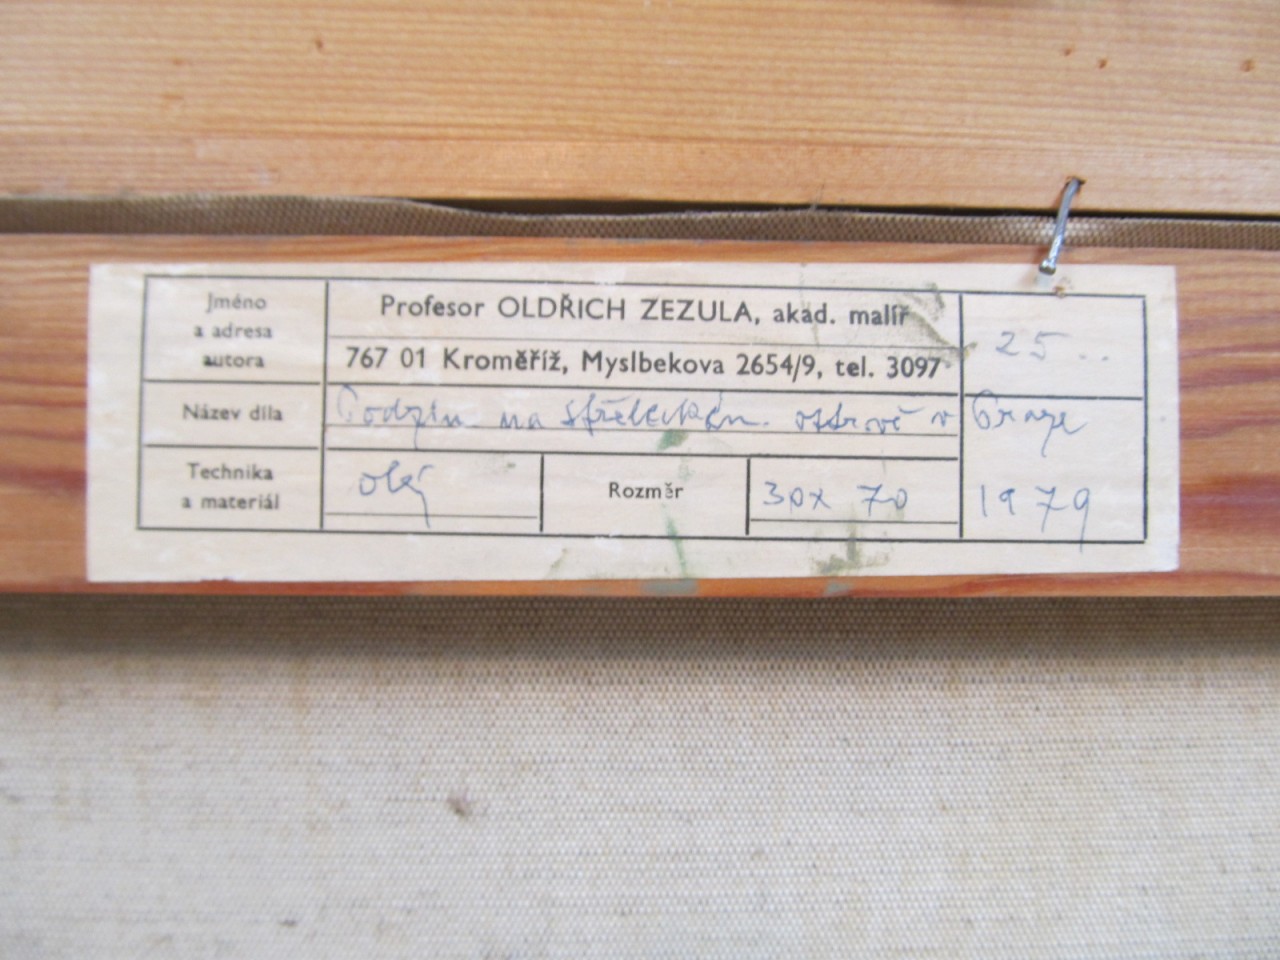 Jméno
a adresa
autora
Profesor OLDŘICH ZEZULA, akad. malíř
767 01 Kroměříž, Myslbekova 2654/9, tel. 3097
25..
Název díla
Podzim na Střeleckém ostrově v Praze
Technika
a materiál
olej
Rozměr
30x 70
1979